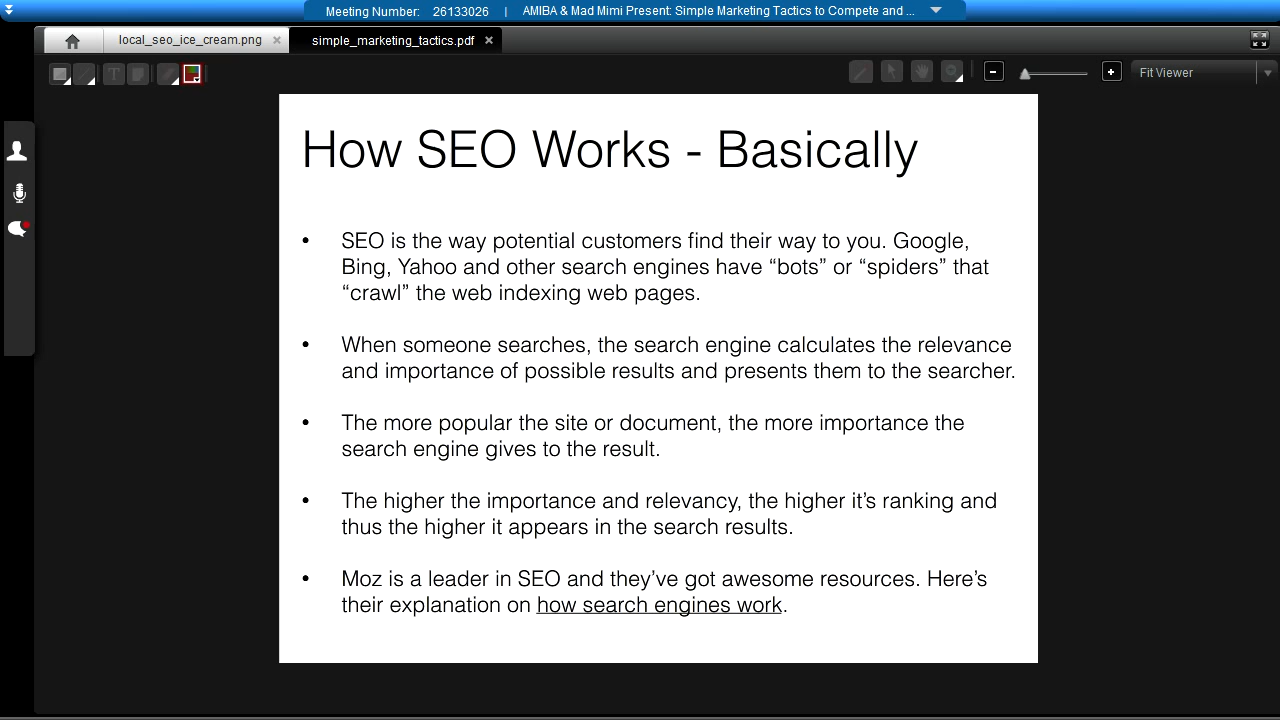 Meeting Number: 26133026 | AMIBA & Mad Mimi Present: Simple Marketing Tactics to Compete and ...
local_seo_ice_cream.png
simple_marketing_tactics.pdf
T
Fit Viewer
How SEO Works - Basically
• SEO is the way potential customers find their way to you. Google,
Bing, Yahoo and other search engines have “bots” or “spiders” that
“crawl” the web indexing web pages.
• When someone searches, the search engine calculates the relevance
and importance of possible results and presents them to the searcher.
• The more popular the site or document, the more importance the
search engine gives to the result.
• The higher the importance and relevancy, the higher it’s ranking and
thus the higher it appears in the search results.
• Moz is a leader in SEO and they’ve got awesome resources. Here’s
their explanation on how search engines work.